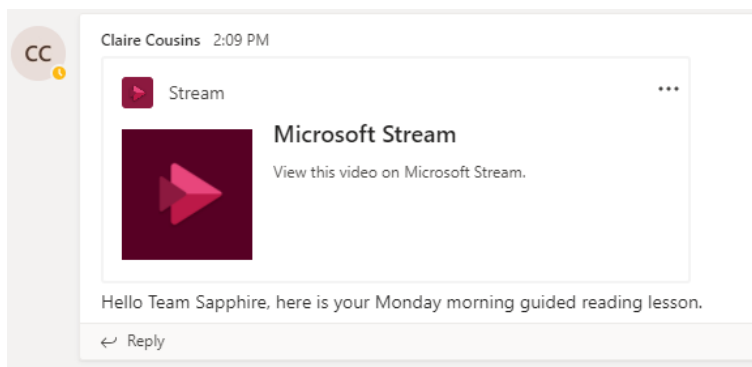 CC
Claire Cousins 2:09 PM
Stream
Microsoft Stream
View this video on Microsoft Stream.
Hello Team Sapphire, here is your Monday morning guided reading lesson.
Reply